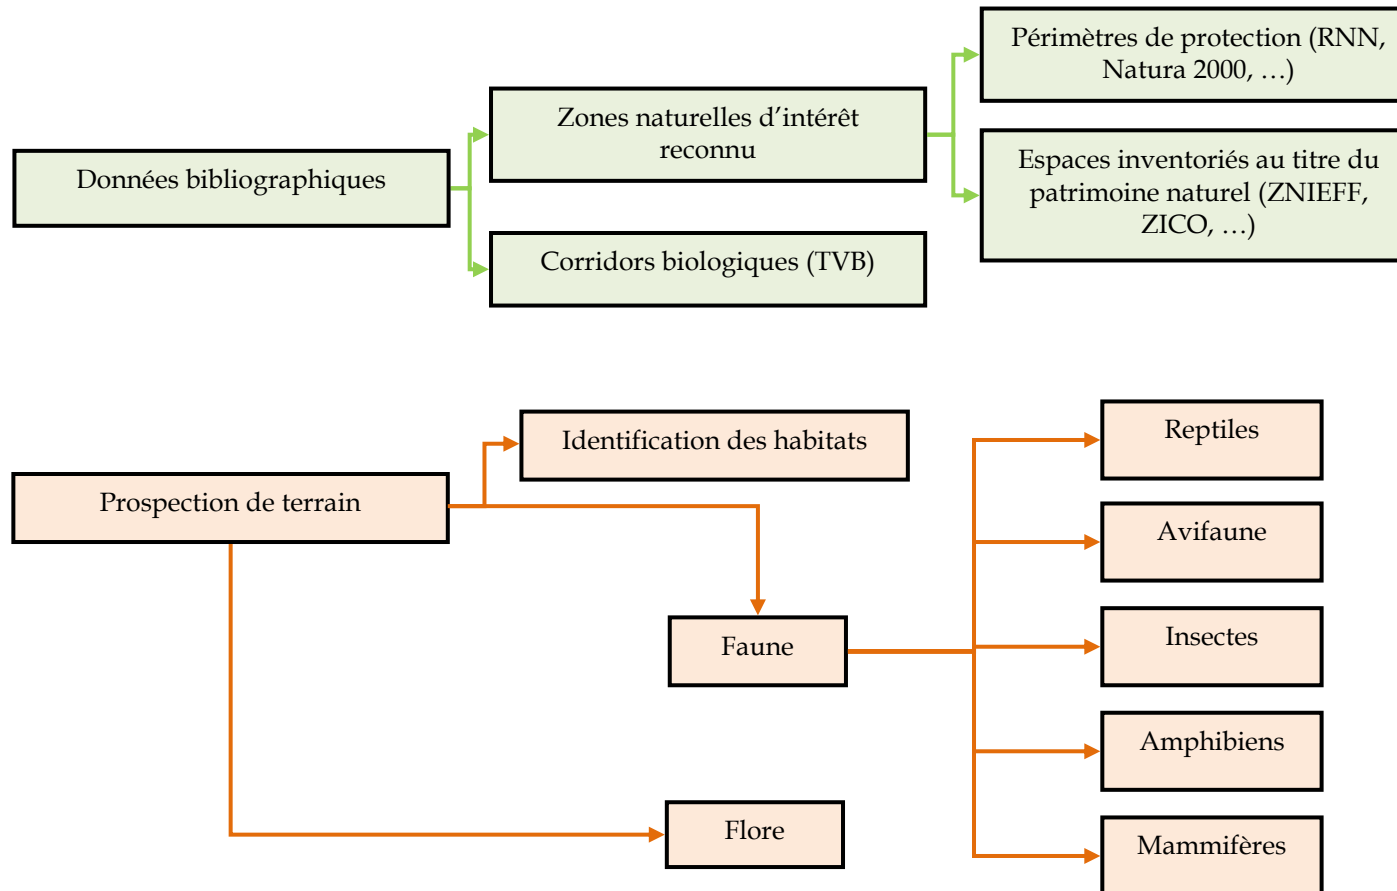 Périmètres de protection (RNN,
Natura 2000, …)
Zones naturelles d’intérêt
reconnu
Données bibliographiques
Espaces inventoriés au titre du
patrimoine naturel (ZNIEFF,
ZICO, …)
Corridors biologiques (TVB)
Identification des habitats
Prospection de terrain
Reptiles
Avifaune
Faune
Insectes
Amphibiens
Flore
Mammifères